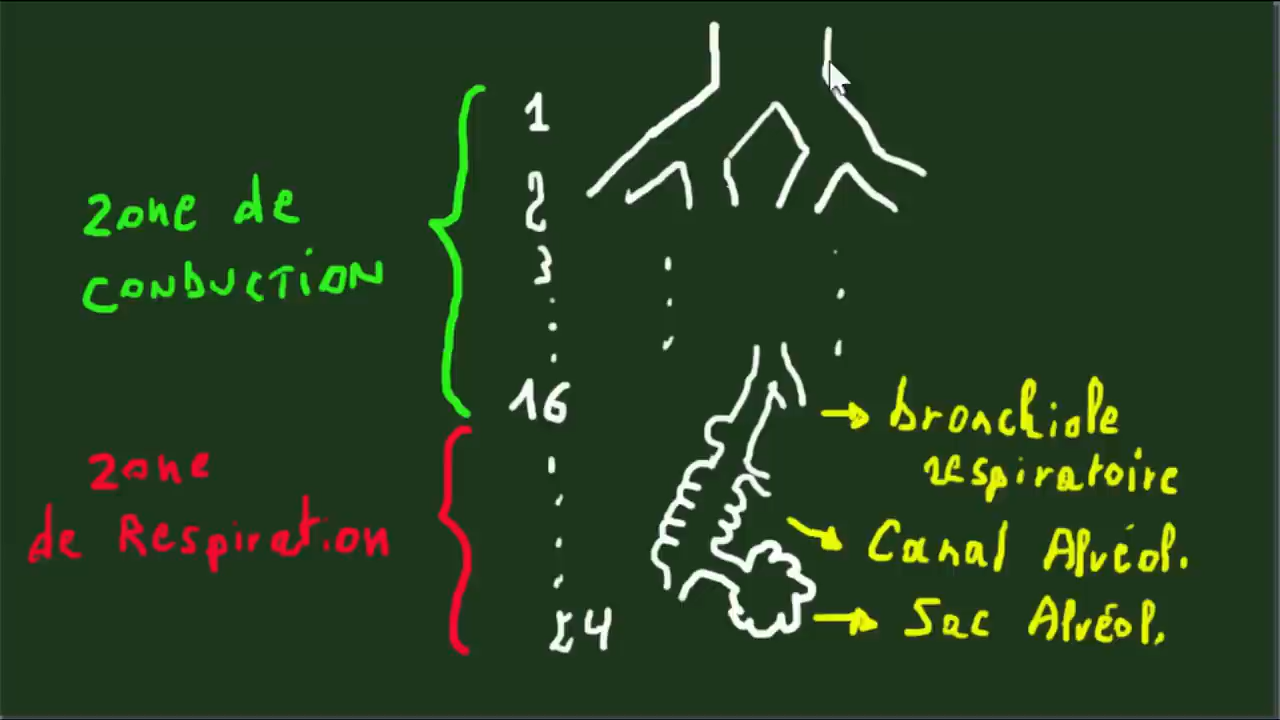 zone de
CONDUCTION
1
2
3
16
zone
de Respiration
24
bronchiole
respiratoire
Canal Alvéol.
Sac Alvéol.